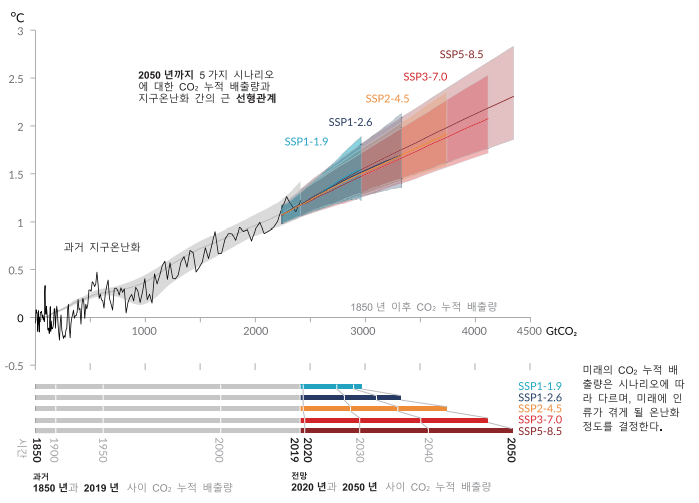 °C
3
2.5
2
1.5
1
0.5
0
-0.5
2050 년까지 5 가지 시나리오
에 대한 CO₂ 누적 배출량과
지구온난화 간의 근 선형관계
SSP5-8.5
SSP3-7.0
SSP2-4.5
SSP1-2.6
SSP1-1.9
과거 지구온난화
1850 년 이후 CO₂ 누적 배출량
1000
2000
3000
4000
4500 GtCO₂
SSP1-1.9
SSP1-2.6
SSP2-4.5
SSP3-7.0
SSP5-8.5
미래의 CO₂ 누적 배
출량은 시나리오에 따
라 다르며, 미래에 인
류가 겪게 될 온난화
정도를 결정한다.
시간
1850
1900
1950
2000
2019
2020
2030
2040
2050
과거
1850 년과 2019 년 사이 CO₂ 누적 배출량
전망
2020 년과 2050 년 사이 CO₂ 누적 배출량